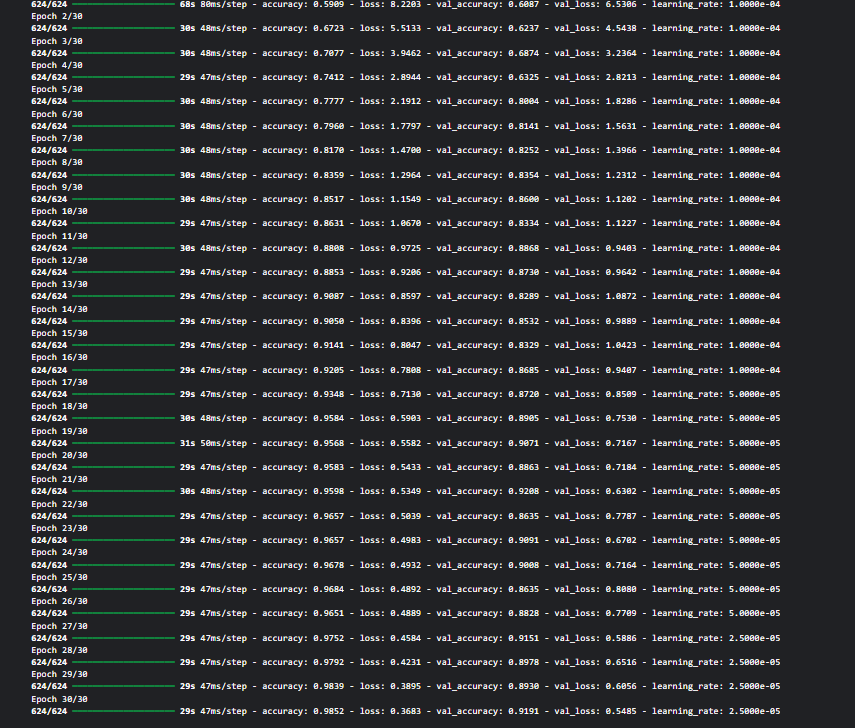 624/624 ━━━━━━━━━━━━━━━━━━━━ 68s 80ms/step - accuracy: 0.5909 - loss: 8.2203 - val_accuracy: 0.6087 - val_loss: 6.5306 - learning_rate: 1.0000e-04
Epoch 2/30
624/624 ━━━━━━━━━━━━━━━━━━━━ 30s 48ms/step - accuracy: 0.6723 - loss: 5.5133 - val_accuracy: 0.6237 - val_loss: 4.5438 - learning_rate: 1.0000e-04
Epoch 3/30
624/624 ━━━━━━━━━━━━━━━━━━━━ 30s 48ms/step - accuracy: 0.7077 - loss: 3.9462 - val_accuracy: 0.6874 - val_loss: 3.2364 - learning_rate: 1.0000e-04
Epoch 4/30
624/624 ━━━━━━━━━━━━━━━━━━━━ 29s 47ms/step - accuracy: 0.7412 - loss: 2.8944 - val_accuracy: 0.6325 - val_loss: 2.8213 - learning_rate: 1.0000e-04
Epoch 5/30
624/624 ━━━━━━━━━━━━━━━━━━━━ 30s 48ms/step - accuracy: 0.7777 - loss: 2.1912 - val_accuracy: 0.8004 - val_loss: 1.8286 - learning_rate: 1.0000e-04
Epoch 6/30
624/624 ━━━━━━━━━━━━━━━━━━━━ 30s 48ms/step - accuracy: 0.7960 - loss: 1.7797 - val_accuracy: 0.8141 - val_loss: 1.5631 - learning_rate: 1.0000e-04
Epoch 7/30
624/624 ━━━━━━━━━━━━━━━━━━━━ 30s 48ms/step - accuracy: 0.8170 - loss: 1.4700 - val_accuracy: 0.8252 - val_loss: 1.3966 - learning_rate: 1.0000e-04
Epoch 8/30
624/624 ━━━━━━━━━━━━━━━━━━━━ 30s 48ms/step - accuracy: 0.8359 - loss: 1.2964 - val_accuracy: 0.8354 - val_loss: 1.2312 - learning_rate: 1.0000e-04
Epoch 9/30
624/624 ━━━━━━━━━━━━━━━━━━━━ 30s 48ms/step - accuracy: 0.8517 - loss: 1.1549 - val_accuracy: 0.8600 - val_loss: 1.1202 - learning_rate: 1.0000e-04
Epoch 10/30
624/624 ━━━━━━━━━━━━━━━━━━━━ 29s 47ms/step - accuracy: 0.8631 - loss: 1.0670 - val_accuracy: 0.8334 - val_loss: 1.1227 - learning_rate: 1.0000e-04
Epoch 11/30
624/624 ━━━━━━━━━━━━━━━━━━━━ 30s 48ms/step - accuracy: 0.8808 - loss: 0.9725 - val_accuracy: 0.8868 - val_loss: 0.9403 - learning_rate: 1.0000e-04
Epoch 12/30
624/624 ━━━━━━━━━━━━━━━━━━━━ 29s 47ms/step - accuracy: 0.8853 - loss: 0.9206 - val_accuracy: 0.8730 - val_loss: 0.9642 - learning_rate: 1.0000e-04
Epoch 13/30
624/624 ━━━━━━━━━━━━━━━━━━━━ 29s 47ms/step - accuracy: 0.9087 - loss: 0.8597 - val_accuracy: 0.8289 - val_loss: 1.0872 - learning_rate: 1.0000e-04
Epoch 14/30
624/624 ━━━━━━━━━━━━━━━━━━━━ 29s 47ms/step - accuracy: 0.9050 - loss: 0.8396 - val_accuracy: 0.8532 - val_loss: 0.9889 - learning_rate: 1.0000e-04
Epoch 15/30
624/624 ━━━━━━━━━━━━━━━━━━━━ 29s 47ms/step - accuracy: 0.9141 - loss: 0.8047 - val_accuracy: 0.8329 - val_loss: 1.0423 - learning_rate: 1.0000e-04
Epoch 16/30
624/624 ━━━━━━━━━━━━━━━━━━━━ 29s 47ms/step - accuracy: 0.9205 - loss: 0.7808 - val_accuracy: 0.8685 - val_loss: 0.9407 - learning_rate: 1.0000e-04
Epoch 17/30
624/624 ━━━━━━━━━━━━━━━━━━━━ 29s 47ms/step - accuracy: 0.9348 - loss: 0.7130 - val_accuracy: 0.8720 - val_loss: 0.8509 - learning_rate: 5.0000e-05
Epoch 18/30
624/624 ━━━━━━━━━━━━━━━━━━━━ 30s 48ms/step - accuracy: 0.9584 - loss: 0.5903 - val_accuracy: 0.8905 - val_loss: 0.7530 - learning_rate: 5.0000e-05
Epoch 19/30
624/624 ━━━━━━━━━━━━━━━━━━━━ 31s 50ms/step - accuracy: 0.9568 - loss: 0.5582 - val_accuracy: 0.9071 - val_loss: 0.7167 - learning_rate: 5.0000e-05
Epoch 20/30
624/624 ━━━━━━━━━━━━━━━━━━━━ 29s 47ms/step - accuracy: 0.9583 - loss: 0.5433 - val_accuracy: 0.8863 - val_loss: 0.7184 - learning_rate: 5.0000e-05
Epoch 21/30
624/624 ━━━━━━━━━━━━━━━━━━━━ 30s 48ms/step - accuracy: 0.9598 - loss: 0.5349 - val_accuracy: 0.9208 - val_loss: 0.6302 - learning_rate: 5.0000e-05
Epoch 22/30
624/624 ━━━━━━━━━━━━━━━━━━━━ 29s 47ms/step - accuracy: 0.9657 - loss: 0.5039 - val_accuracy: 0.8635 - val_loss: 0.7787 - learning_rate: 5.0000e-05
Epoch 23/30
624/624 ━━━━━━━━━━━━━━━━━━━━ 29s 47ms/step - accuracy: 0.9657 - loss: 0.4983 - val_accuracy: 0.9091 - val_loss: 0.6702 - learning_rate: 5.0000e-05
Epoch 24/30
624/624 ━━━━━━━━━━━━━━━━━━━━ 29s 47ms/step - accuracy: 0.9678 - loss: 0.4932 - val_accuracy: 0.9008 - val_loss: 0.7164 - learning_rate: 5.0000e-05
Epoch 25/30
624/624 ━━━━━━━━━━━━━━━━━━━━ 29s 47ms/step - accuracy: 0.9684 - loss: 0.4892 - val_accuracy: 0.8635 - val_loss: 0.8080 - learning_rate: 5.0000e-05
Epoch 26/30
624/624 ━━━━━━━━━━━━━━━━━━━━ 29s 47ms/step - accuracy: 0.9651 - loss: 0.4889 - val_accuracy: 0.8828 - val_loss: 0.7709 - learning_rate: 5.0000e-05
Epoch 27/30
624/624 ━━━━━━━━━━━━━━━━━━━━ 29s 47ms/step - accuracy: 0.9752 - loss: 0.4584 - val_accuracy: 0.9151 - val_loss: 0.5886 - learning_rate: 2.5000e-05
Epoch 28/30
624/624 ━━━━━━━━━━━━━━━━━━━━ 29s 47ms/step - accuracy: 0.9792 - loss: 0.4231 - val_accuracy: 0.8978 - val_loss: 0.6516 - learning_rate: 2.5000e-05
Epoch 29/30
624/624 ━━━━━━━━━━━━━━━━━━━━ 29s 47ms/step - accuracy: 0.9839 - loss: 0.3895 - val_accuracy: 0.8930 - val_loss: 0.6056 - learning_rate: 2.5000e-05
Epoch 30/30
624/624 ━━━━━━━━━━━━━━━━━━━━ 29s 47ms/step - accuracy: 0.9852 - loss: 0.3683 - val_accuracy: 0.9191 - val_loss: 0.5485 - learning_rate: 2.5000e-05